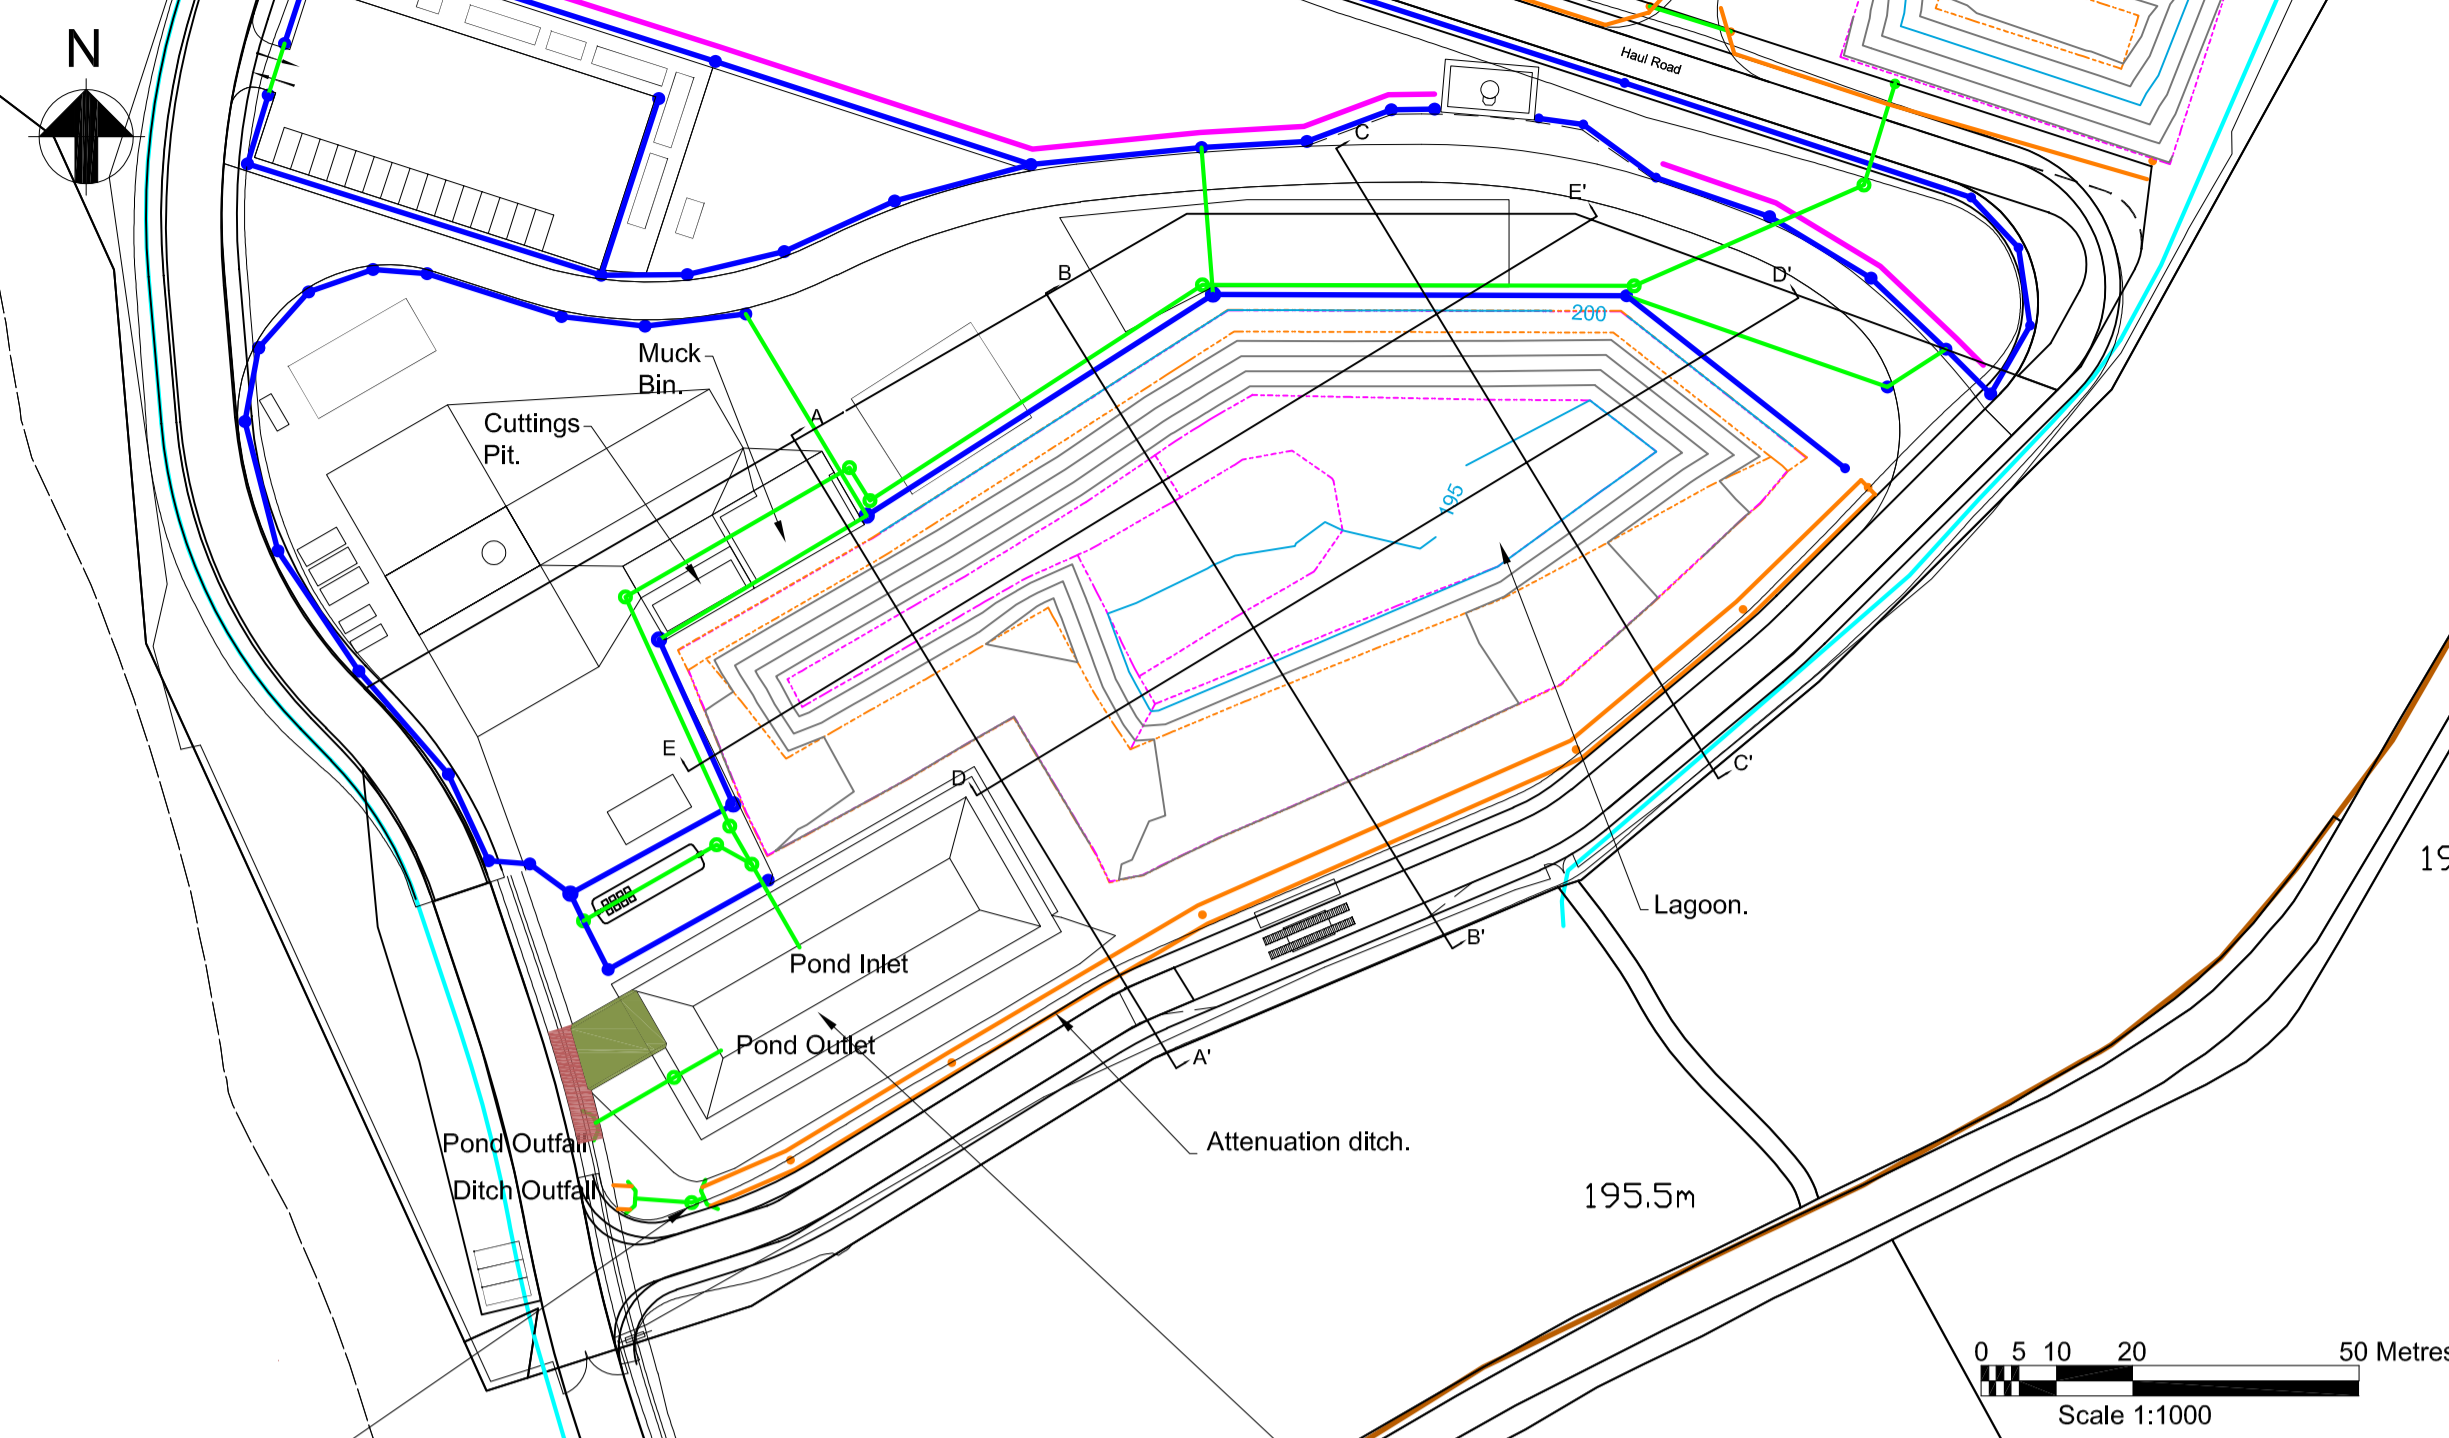 N
Haul Road
C
E'
B
D'
200
Muck
Bin.
A
Cuttings
Pit.
195
E
D
C'
19
Lagoon.
B'
Pond Inlet
Pond Outlet
A'
Pond Outfall
Attenuation ditch.
Ditch Outfall
195.5m
0 5 10 20 50 Metres
Scale 1:1000